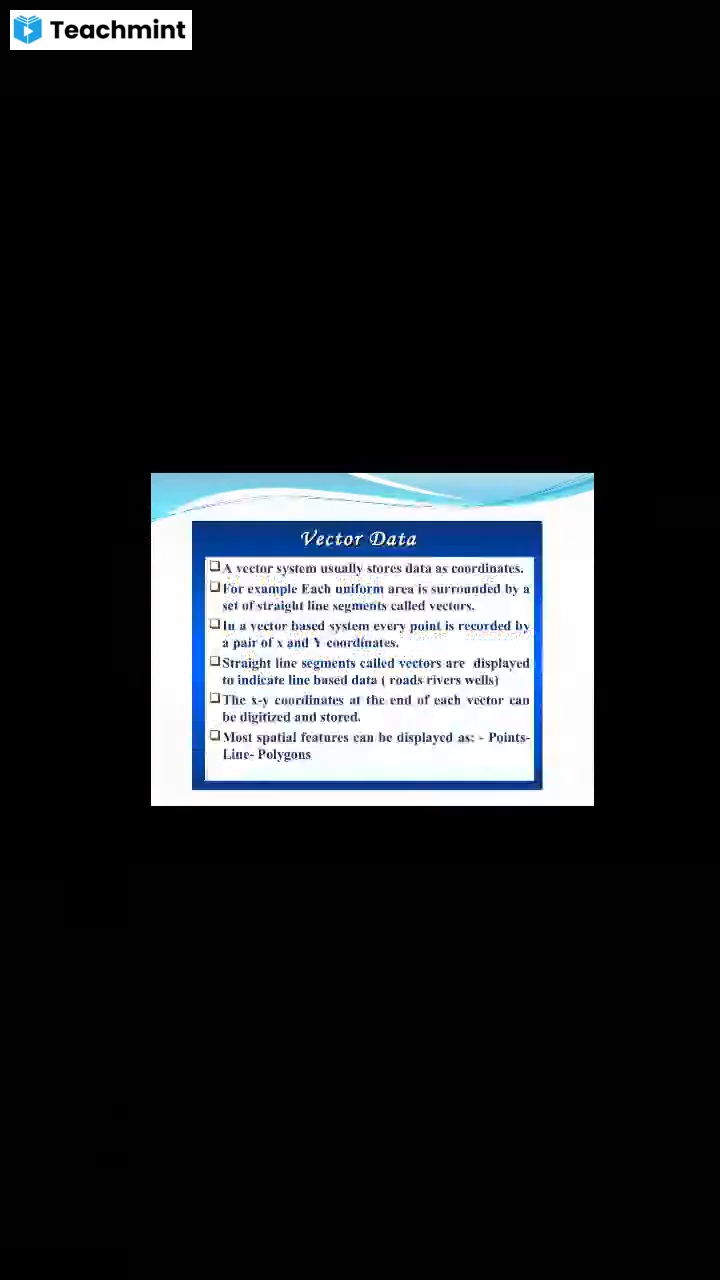 Teachmint
Vector Data
❑A vector system usually stores data as coordinates.
❑For example Each uniform area is surrounded by a
set of straight line segments called vectors.
❑In a vector based system every point is recorded by
a pair of x and Y coordinates.
❑Straight line segments called vectors are displayed
to indicate line based data ( roads rivers wells)
❑The x-y coordinates at the end of each vector can
be digitized and stored.
❑Most spatial features can be displayed as: - Points-
Line- Polygons